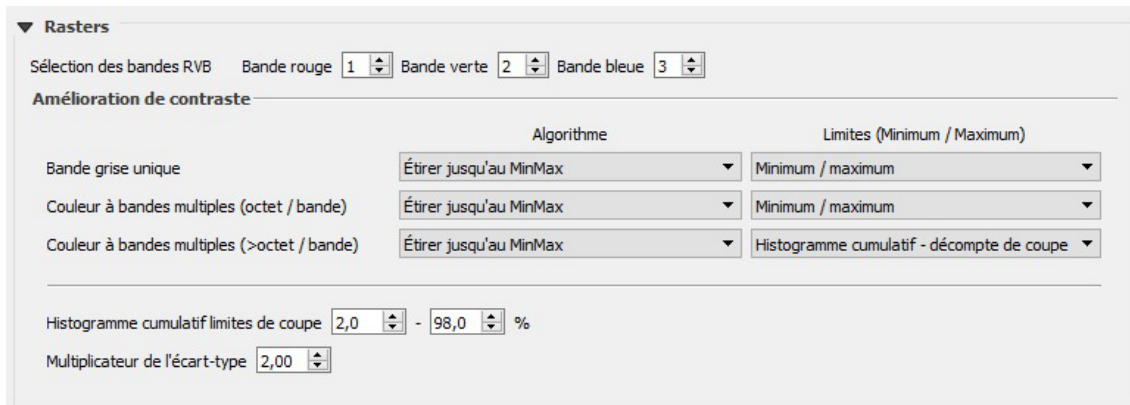 Rasters
Sélection des bandes RVB Bande rouge 1 Bande verte 2 Bande bleue 3
Amélioration de contraste
Algorithme Limites (Minimum / Maximum)
Bande grise unique Étirer jusqu'au MinMax Minimum / maximum
Couleur à bandes multiples (octet / bande) Étirer jusqu'au MinMax Minimum / maximum
Couleur à bandes multiples (>octet / bande) Étirer jusqu'au MinMax Histogramme cumulatif - décompte de coupe
Histogramme cumulatif limites de coupe 2,0 - 98,0 %
Multiplicateur de l'écart-type 2,00